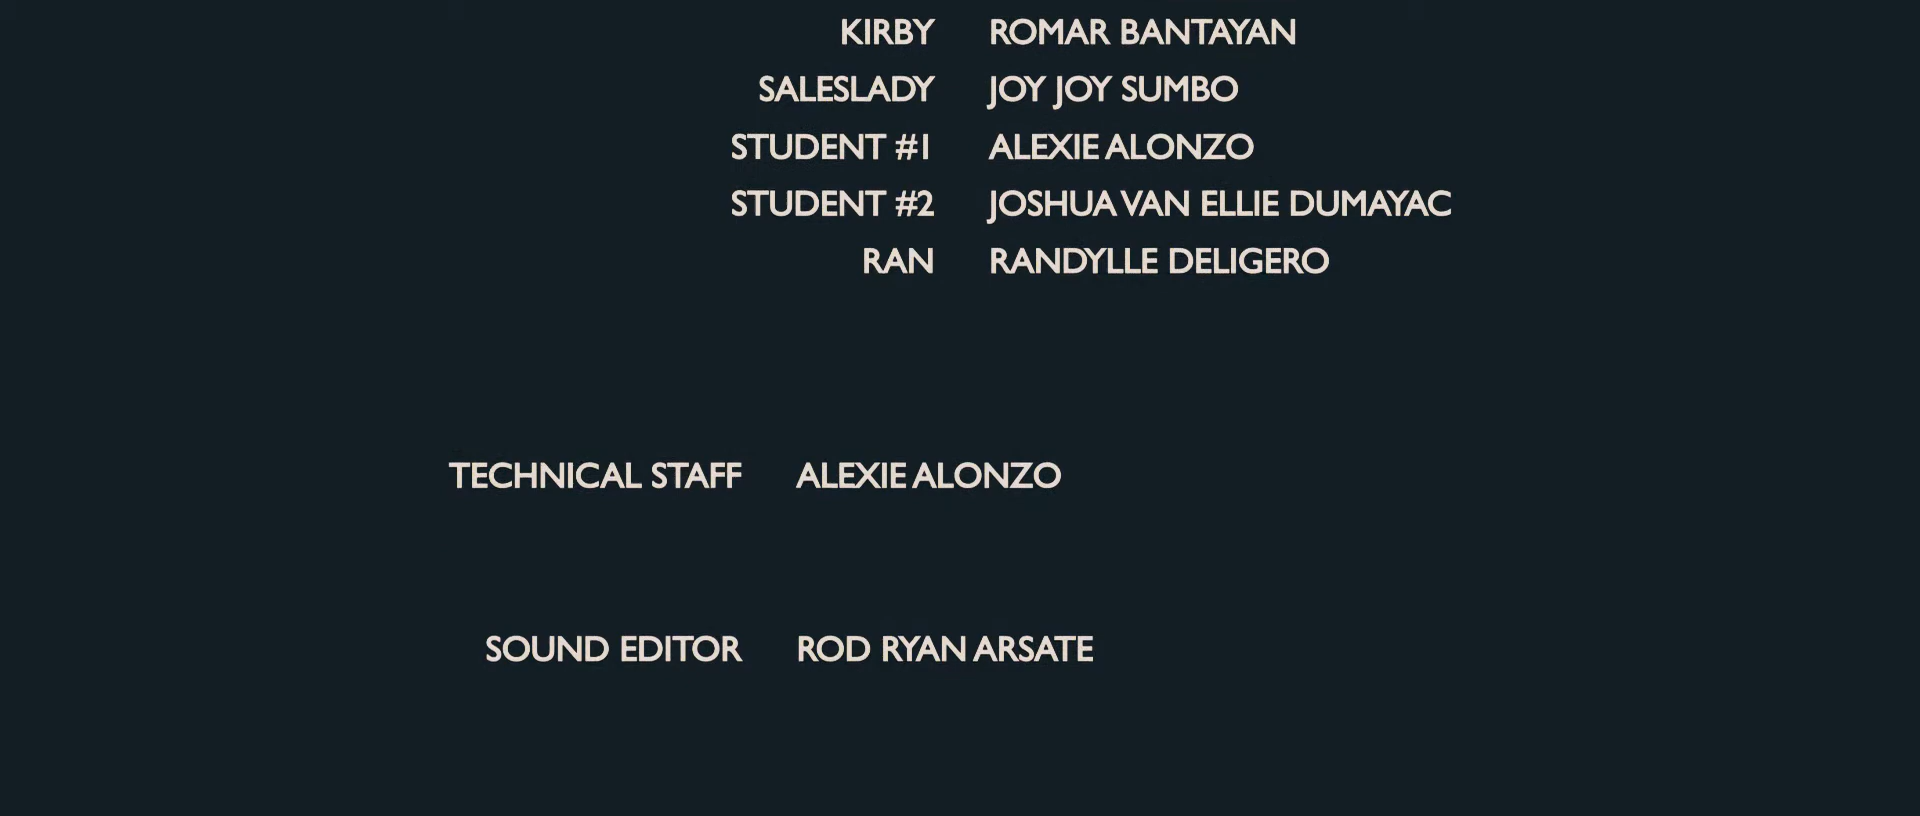 KIRBY ROMAR BANTAYAN
SALESLADY JOY JOY SUMBO
STUDENT #1 ALEXIE ALONZO
STUDENT #2 JOSHUA VAN ELLIE DUMAYAC
RAN RANDYLLE DELIGERO
TECHNICAL STAFF ALEXIE ALONZO
SOUND EDITOR ROD RYAN ARSATE